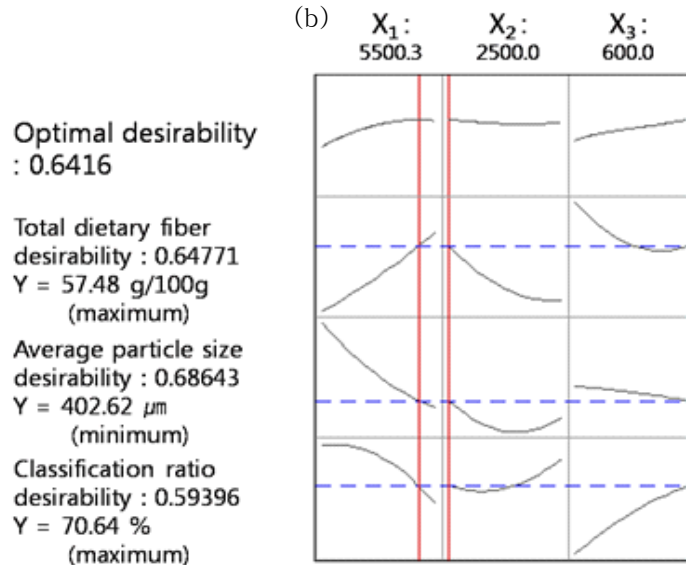 (b)
X₁ :
5500.3
X₂ :
2500.0
X₃ :
600.0
Optimal desirability
: 0.6416
Total dietary fiber
desirability : 0.64771
Y = 57.48 g/100g
(maximum)
Average particle size
desirability : 0.68643
Y = 402.62 ㎛
(minimum)
Classification ratio
desirability : 0.59396
Y = 70.64 %
(maximum)